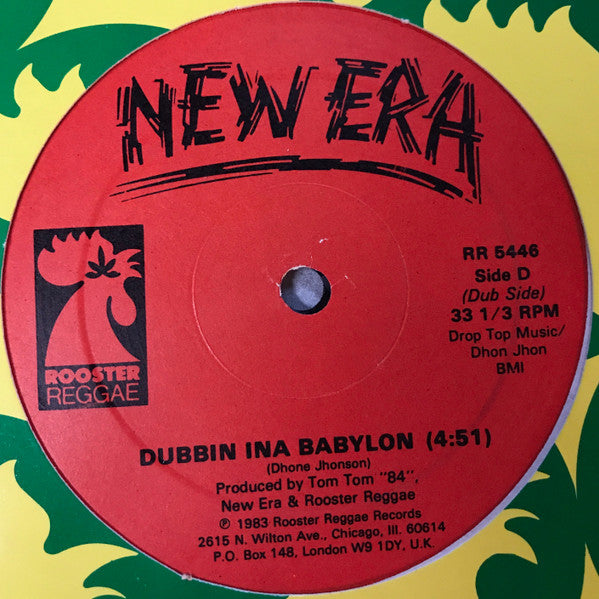 NEW ERA
ROOSTER
REGGAE
RR 5446
Side D
(Dub Side)
33 1/3 RPM
Drop Top Music/
Dhon Jhon
BMI
DUBBIN INA BABYLON (4:51)
(Dhone Jhonson)
Produced by Tom Tom "84",
New Era & Rooster Reggae
℗ 1983 Rooster Reggae Records
2615 N. Wilton Ave., Chicago, Ill. 60614
P.O. Box 148, London W9 1DY, U.K.